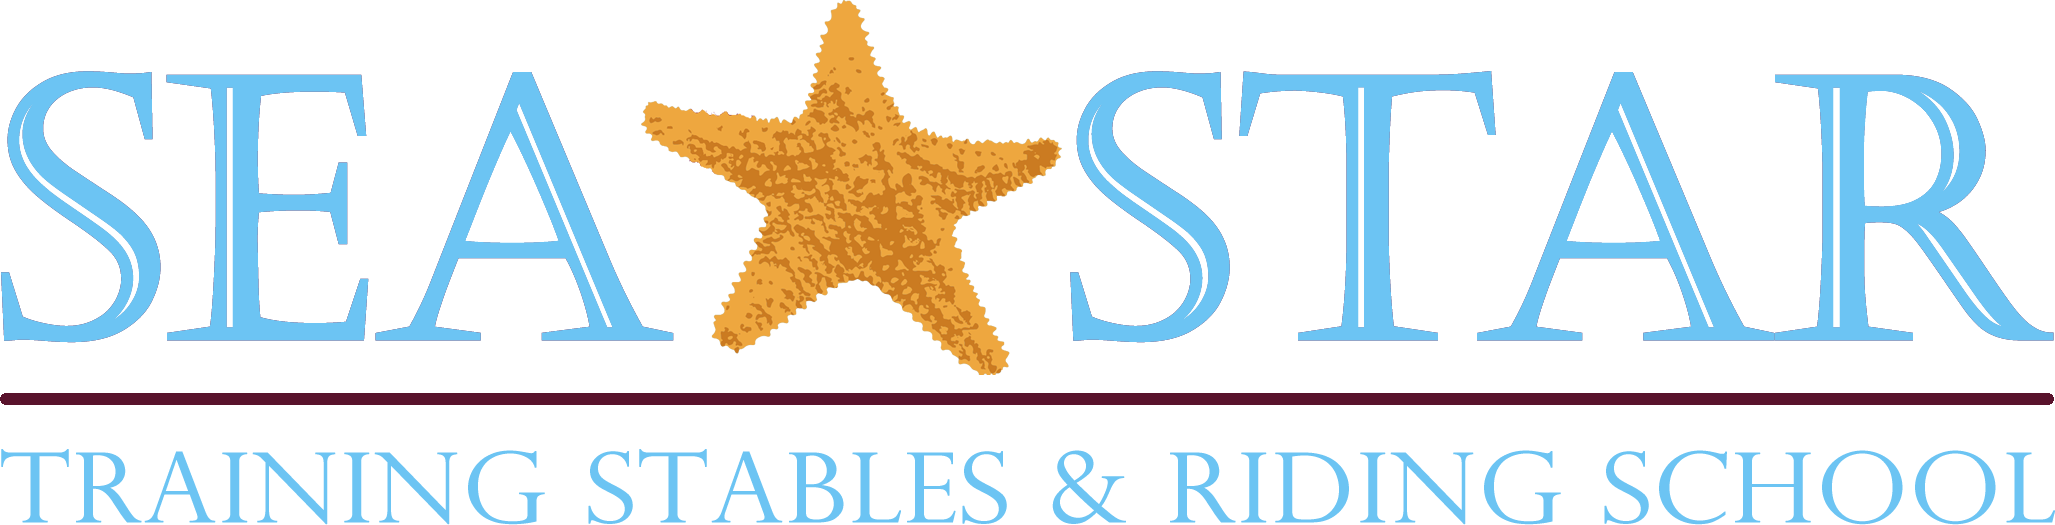 SEA STAR
TRAINING STABLES & RIDING SCHOOL